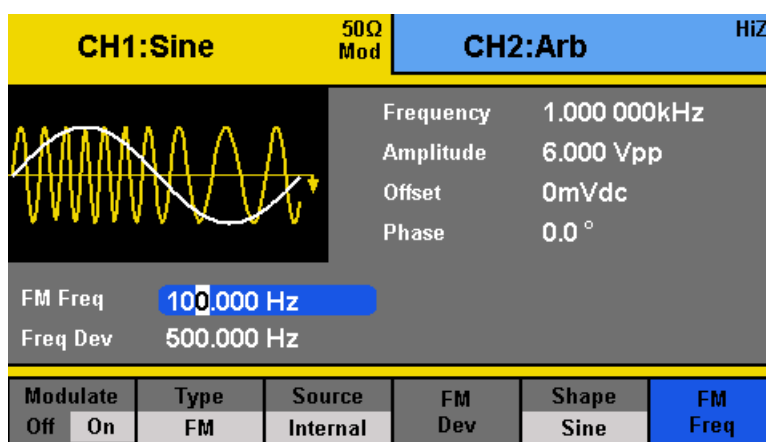 CH1:Sine
50Ω
Mod
CH2:Arb
HiZ
Frequency 1.000 000kHz
Amplitude 6.000 Vpp
Offset 0mVdc
Phase 0.0 °
FM Freq 100.000 Hz
Freq Dev 500.000 Hz
Modulate Type Source FM Shape FM
Off On FM Internal Dev Sine Freq